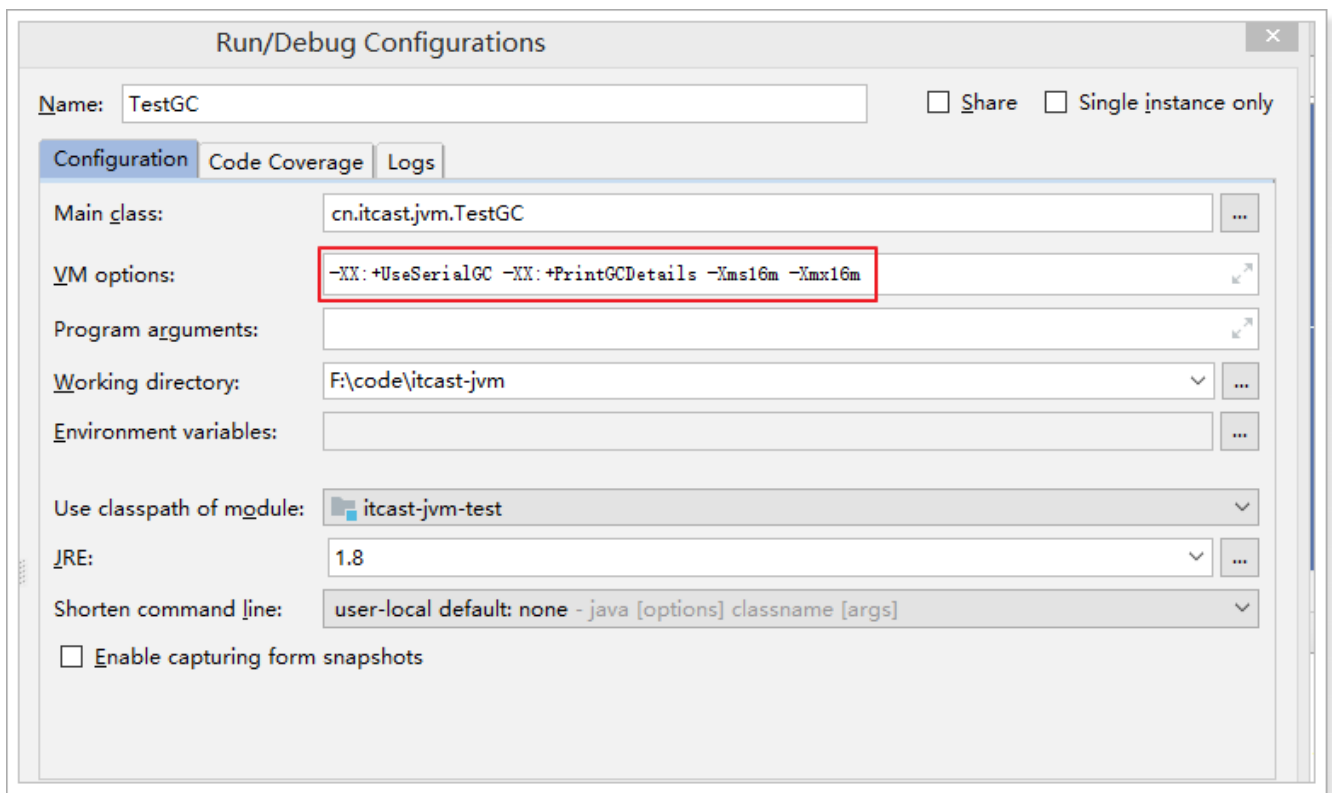 Run/Debug Configurations
Name: TestGC Share Single instance only
Configuration Code Coverage Logs
Main class: cn.itcast.jvm.TestGC ...
VM options: -XX:+UseSerialGC -XX:+PrintGCDetails -Xms16m -Xmx16m
Program arguments:
Working directory: F:\code\itcast-jvm ...
Environment variables: ...
Use classpath of module: itcast-jvm-test
JRE: 1.8 ...
Shorten command line: user-local default: none - java [options] classname [args]
Enable capturing form snapshots